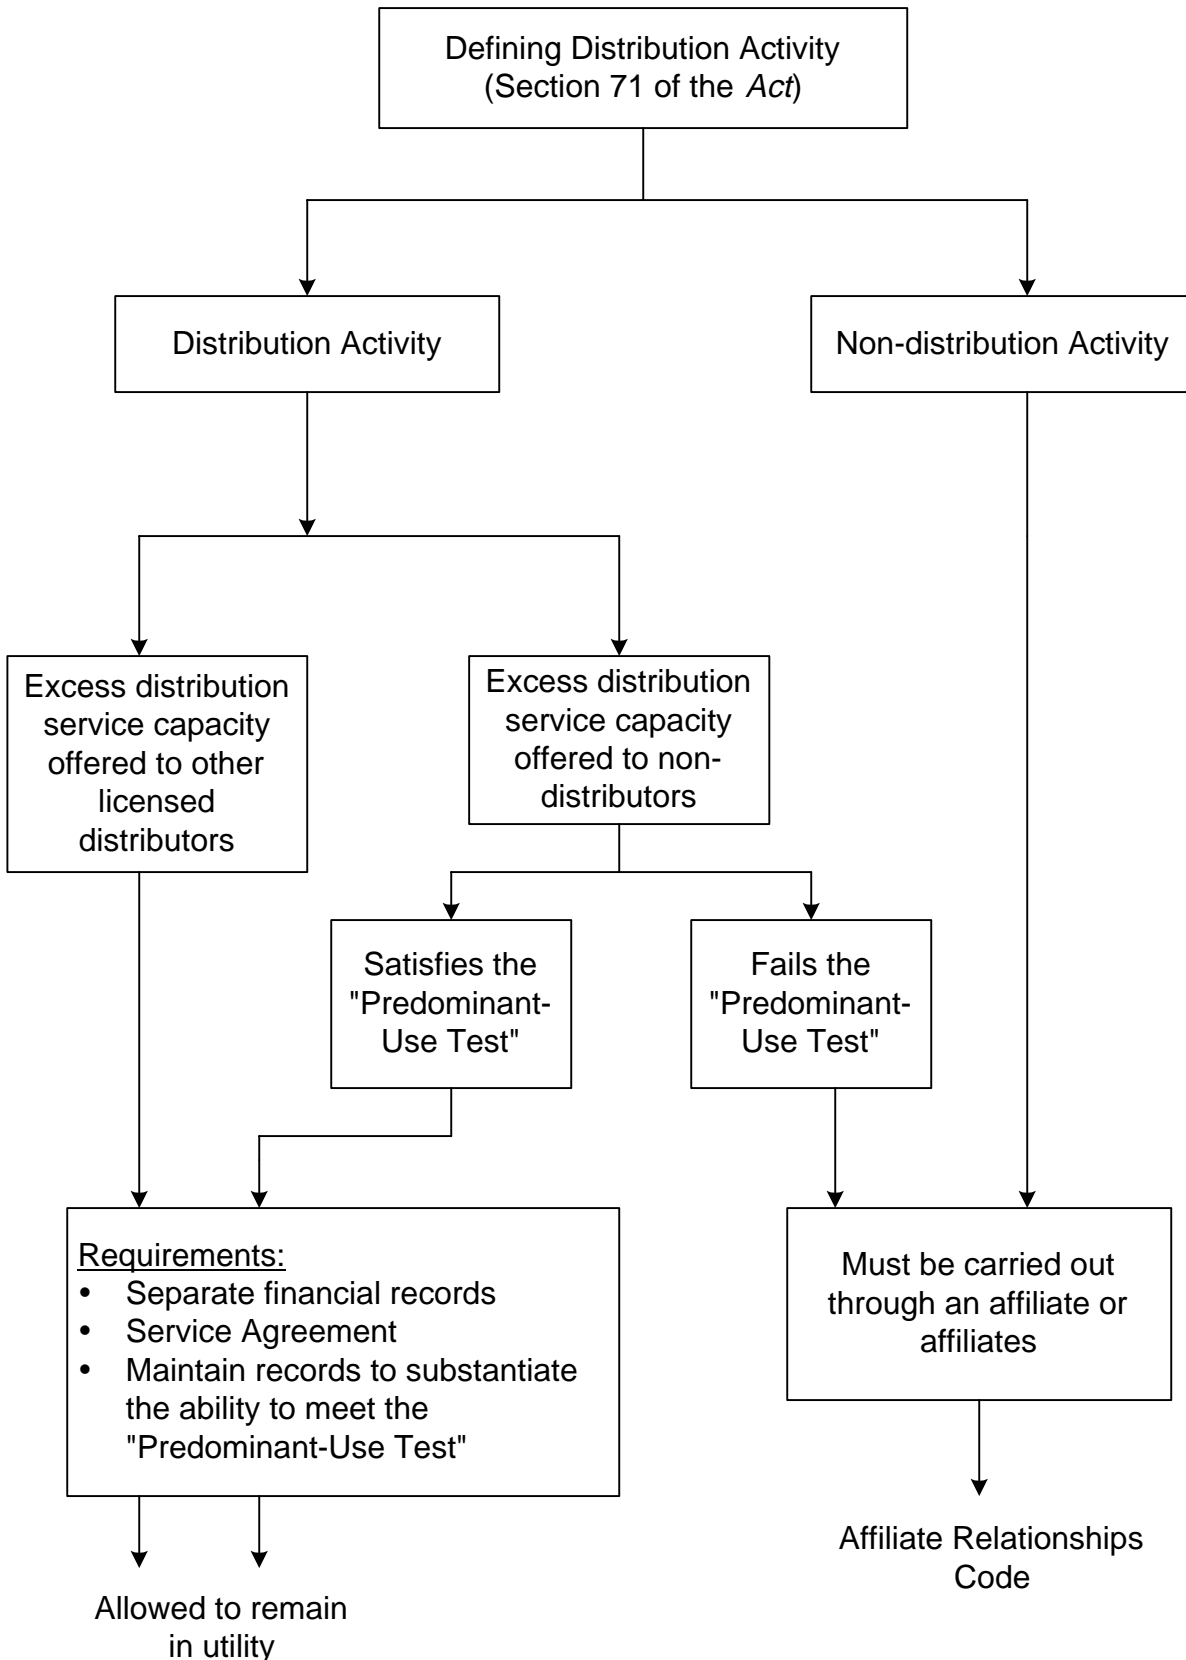 Defining Distribution Activity
(Section 71 of the Act)
Distribution Activity
Non-distribution Activity
Excess distribution
service capacity
offered to other
licensed
distributors
Excess distribution
service capacity
offered to non-
distributors
Satisfies the
"Predominant-
Use Test"
Fails the
"Predominant-
Use Test"
Requirements:
• Separate financial records
• Service Agreement
• Maintain records to substantiate
the ability to meet the
"Predominant-Use Test"
Must be carried out
through an affiliate or
affiliates
Allowed to remain
in utility
Affiliate Relationships
Code